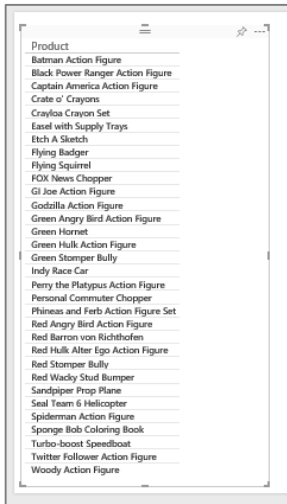 Product
Batman Action Figure
Black Power Ranger Action Figure
Captain America Action Figure
Crate o' Crayons
Crayloa Crayon Set
Easel with Supply Trays
Etch A Sketch
Flying Badger
Flying Squirrel
FOX News Chopper
GI Joe Action Figure
Godzilla Action Figure
Green Angry Bird Action Figure
Green Hornet
Green Hulk Action Figure
Green Stomper Bully
Indy Race Car
Perry the Platypus Action Figure
Personal Commuter Chopper
Phineas and Ferb Action Figure Set
Red Angry Bird Action Figure
Red Barron von Richthofen
Red Hulk Alter Ego Action Figure
Red Stomper Bully
Red Wacky Stud Bumper
Sandpiper Prop Plane
Seal Team 6 Helicopter
Spiderman Action Figure
Sponge Bob Coloring Book
Turbo-boost Speedboat
Twitter Follower Action Figure
Woody Action Figure